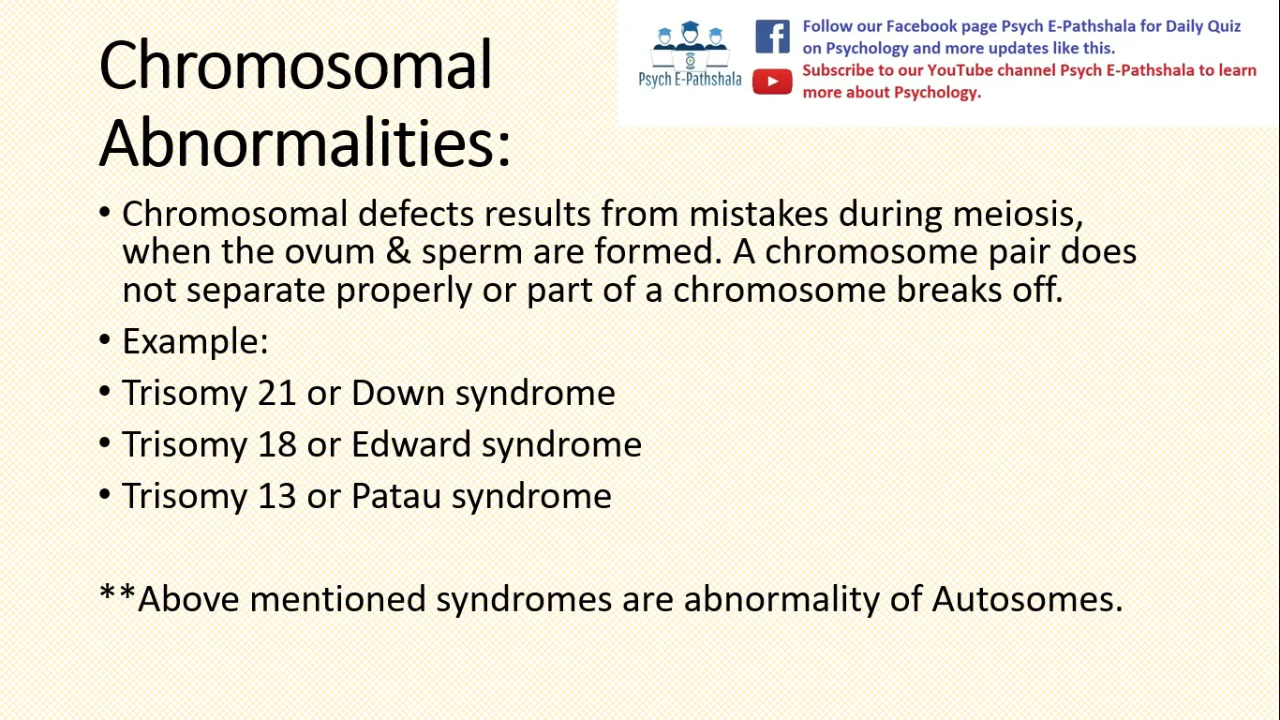 Chromosomal
Abnormalities:
Psych E-Pathshala
Follow our Facebook page Psych E-Pathshala for Daily Quiz
on Psychology and more updates like this.
Subscribe to our YouTube channel Psych E-Pathshala to learn
more about Psychology.
• Chromosomal defects results from mistakes during meiosis,
when the ovum & sperm are formed. A chromosome pair does
not separate properly or part of a chromosome breaks off.
• Example:
• Trisomy 21 or Down syndrome
• Trisomy 18 or Edward syndrome
• Trisomy 13 or Patau syndrome
**Above mentioned syndromes are abnormality of Autosomes.